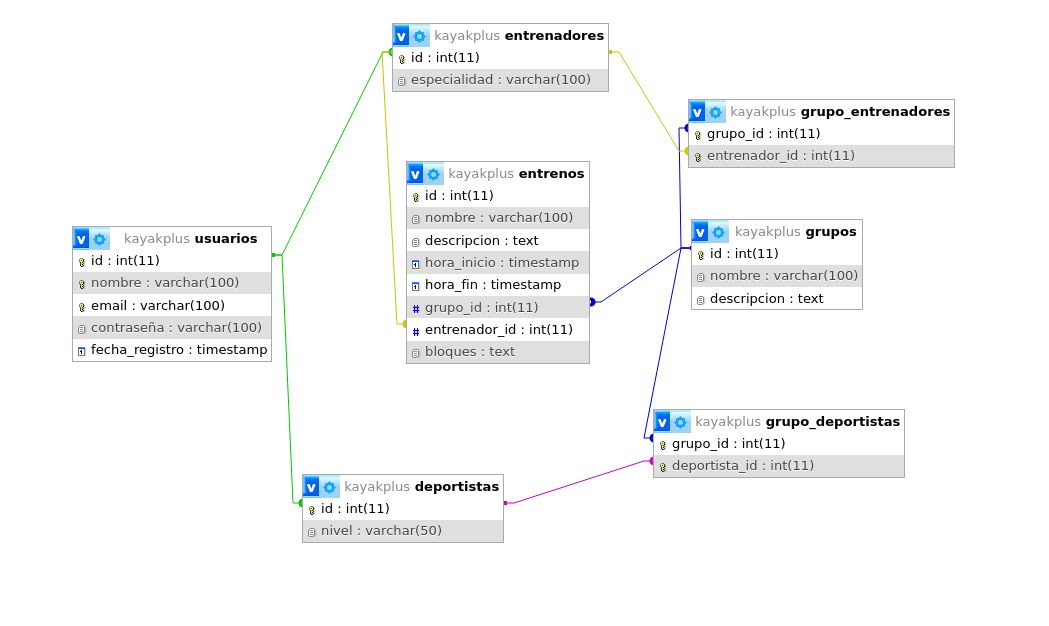 kayakplus entrenadores
id : int(11)
especialidad : varchar(100)
kayakplus grupo_entrenadores
grupo_id : int(11)
entrenador_id : int(11)
kayakplus entrenos
id : int(11)
nombre : varchar(100)
descripcion : text
hora_inicio : timestamp
hora_fin : timestamp
grupo_id : int(11)
entrenador_id : int(11)
bloques : text
kayakplus usuarios
id : int(11)
nombre : varchar(100)
email : varchar(100)
contraseña : varchar(100)
fecha_registro : timestamp
kayakplus grupos
id : int(11)
nombre : varchar(100)
descripcion : text
kayakplus grupo_deportistas
grupo_id : int(11)
deportista_id : int(11)
kayakplus deportistas
id : int(11)
nivel : varchar(50)